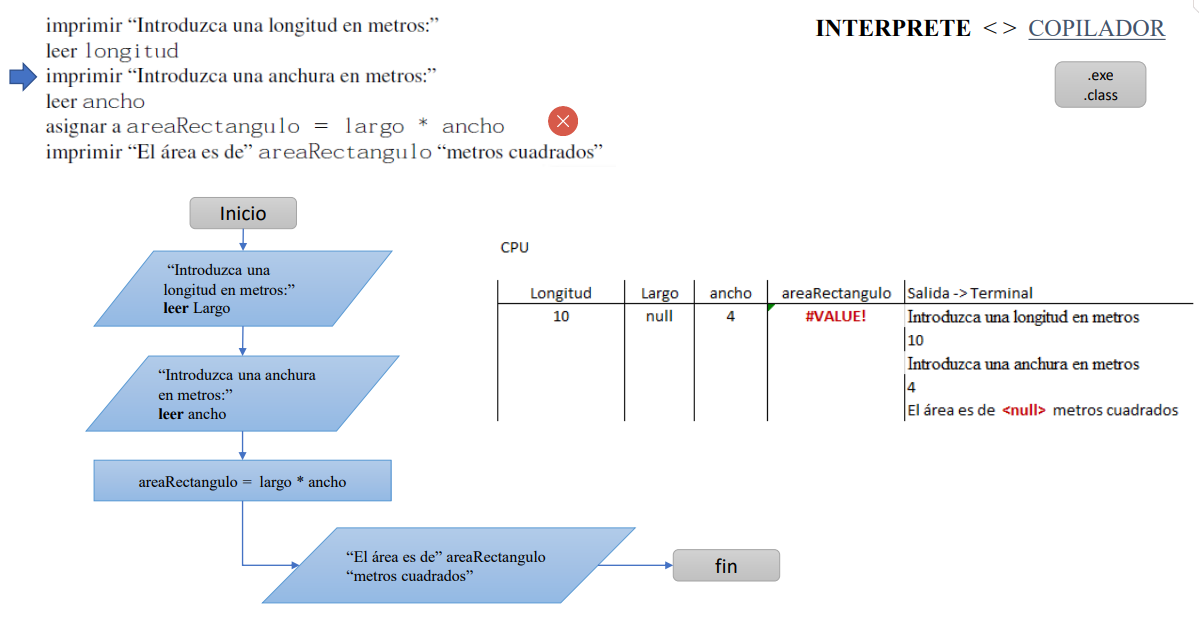 imprimir “Introduzca una longitud en metros:”
leer longitud
imprimir “Introduzca una anchura en metros:”
leer ancho
asignar a areaRectangulo = largo * ancho
imprimir “El área es de” areaRectangulo “metros cuadrados”
INTERPRETE <> COPILADOR
.exe
.class
Inicio
“Introduzca una
longitud en metros:”
leer Largo
“Introduzca una anchura
en metros:”
leer ancho
areaRectangulo = largo * ancho
“El área es de” areaRectangulo
“metros cuadrados”
fin
CPU
Longitud Largo ancho areaRectangulo Salida -> Terminal
10 null 4 #VALUE! Introduzca una longitud en metros
10
Introduzca una anchura en metros
4
El área es de <null> metros cuadrados